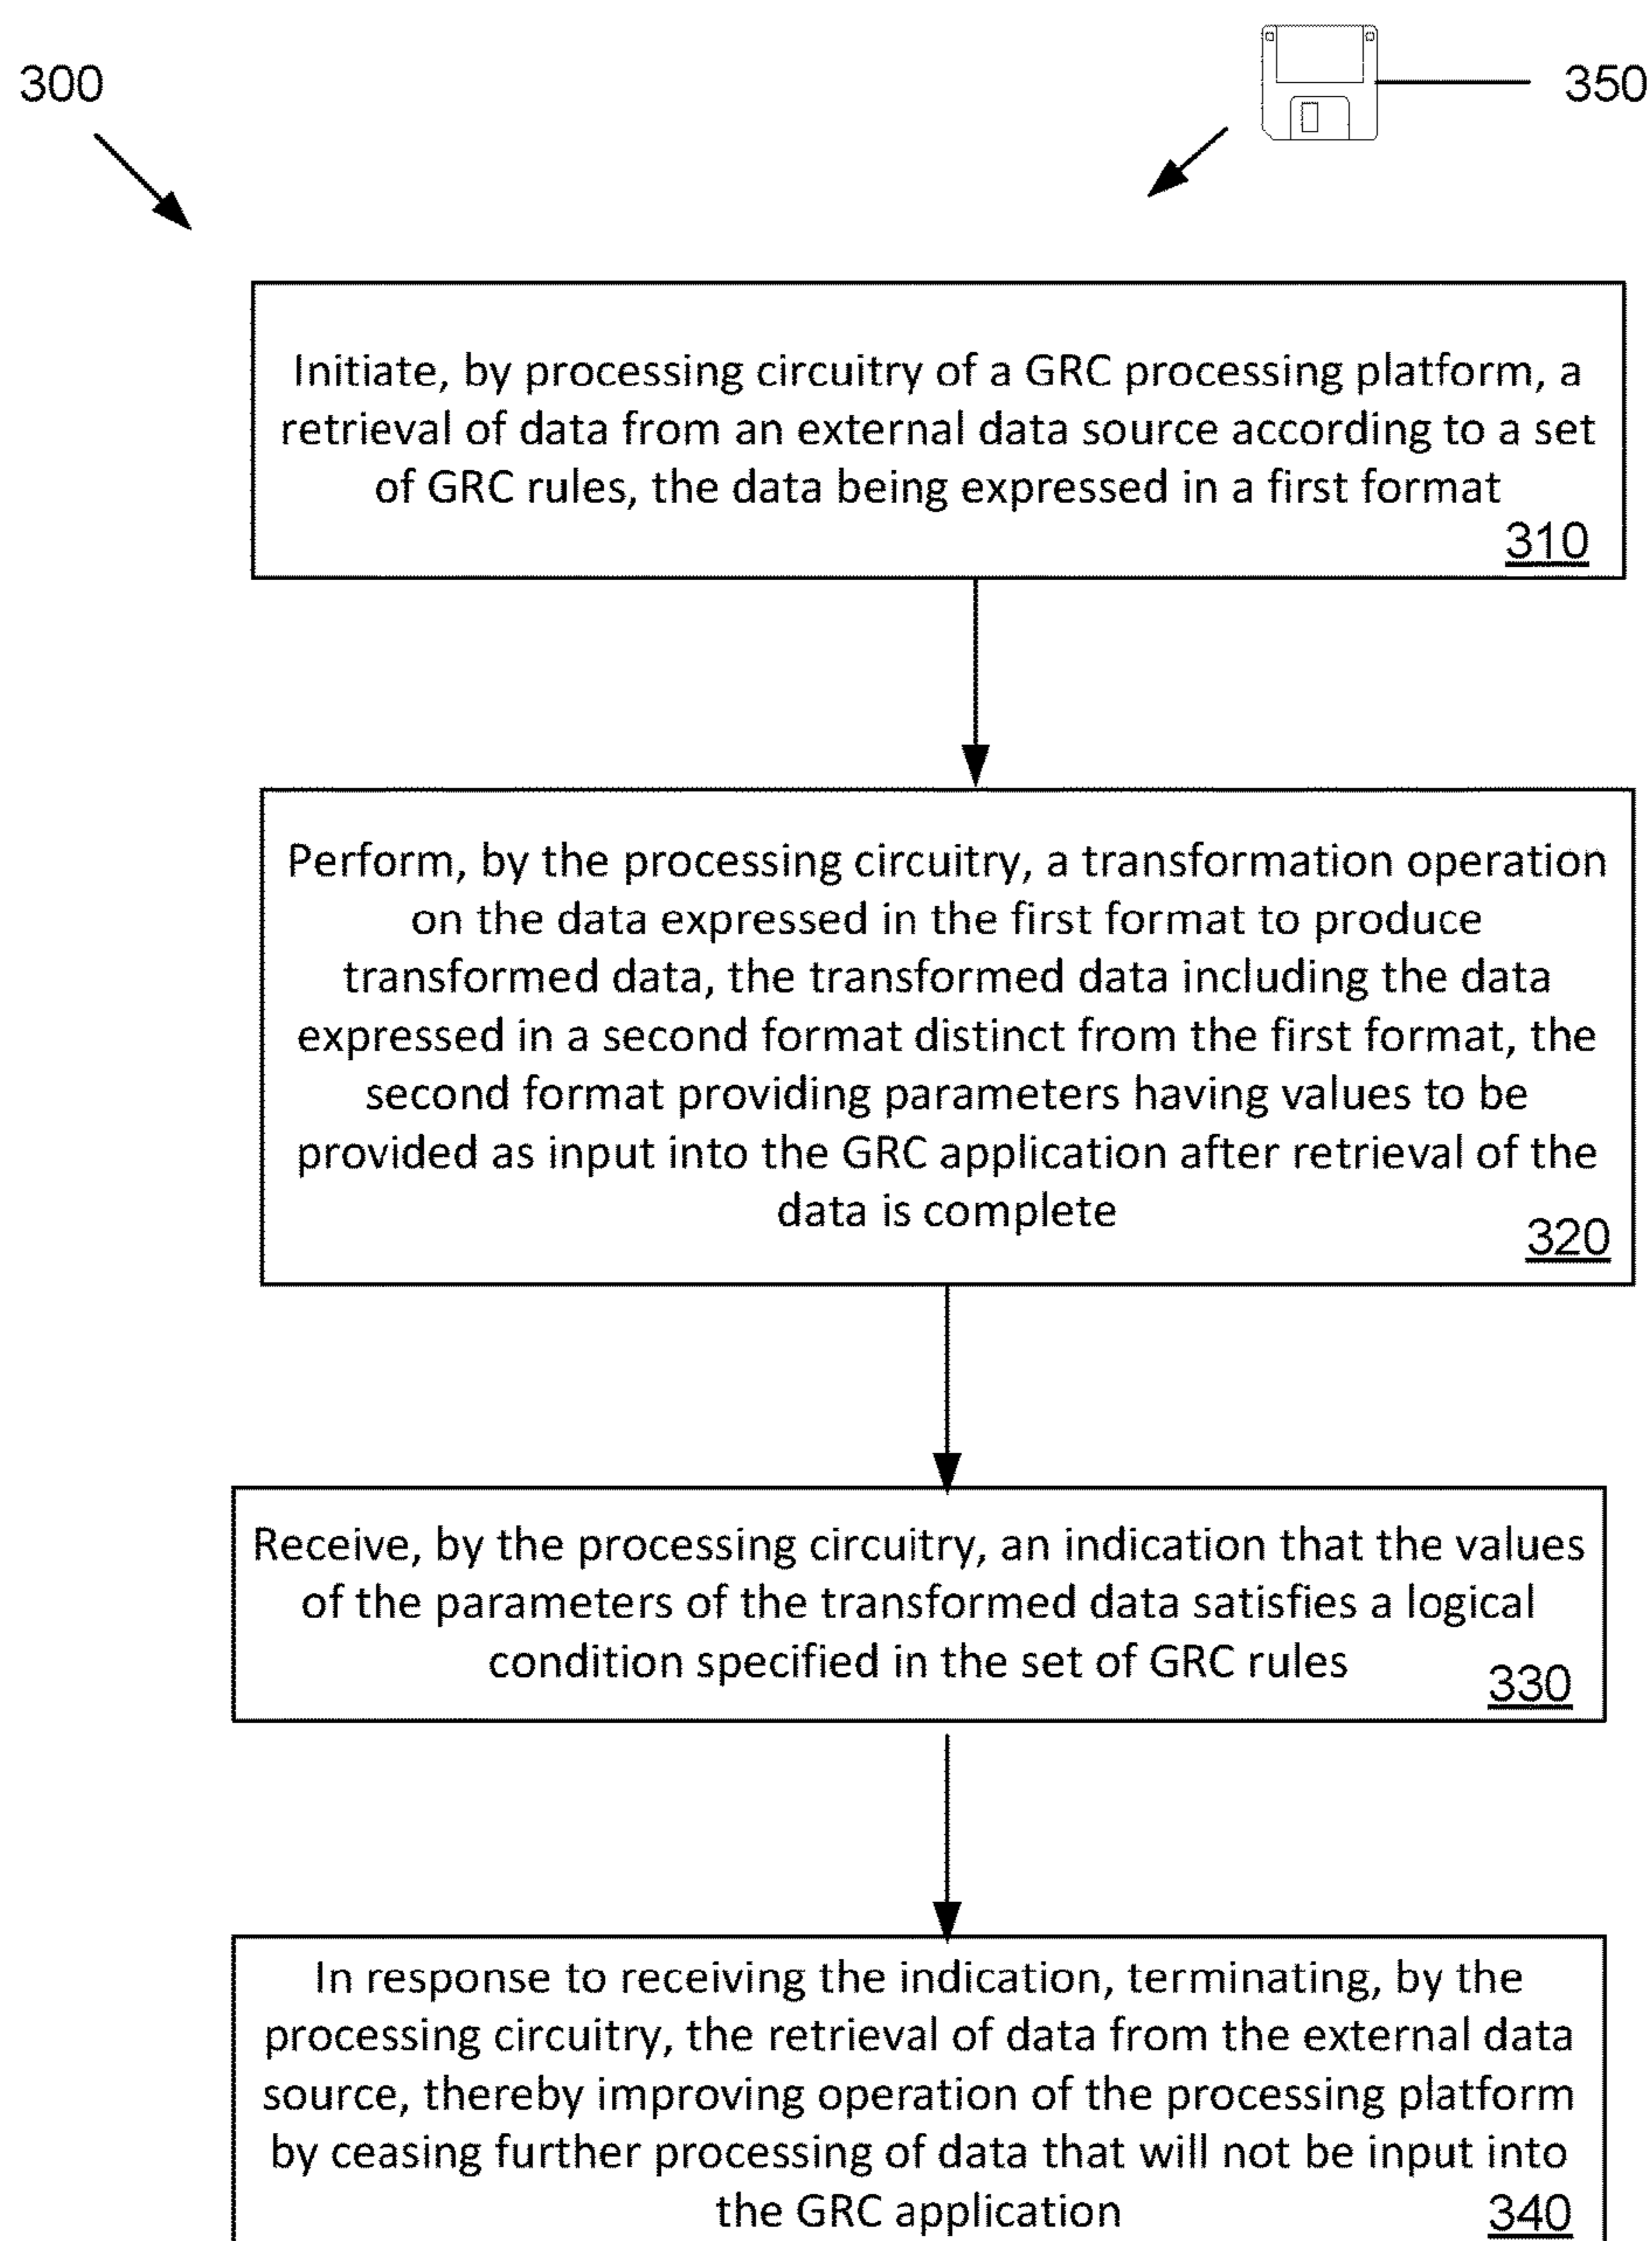 300
350
Initiate, by processing circuitry of a GRC processing platform, a
retrieval of data from an external data source according to a set
of GRC rules, the data being expressed in a first format
310
Perform, by the processing circuitry, a transformation operation
on the data expressed in the first format to produce
transformed data, the transformed data including the data
expressed in a second format distinct from the first format, the
second format providing parameters having values to be
provided as input into the GRC application after retrieval of the
data is complete
320
Receive, by the processing circuitry, an indication that the values
of the parameters of the transformed data satisfies a logical
condition specified in the set of GRC rules
330
In response to receiving the indication, terminating, by the
processing circuitry, the retrieval of data from the external data
source, thereby improving operation of the processing platform
by ceasing further processing of data that will not be input into
the GRC application
340